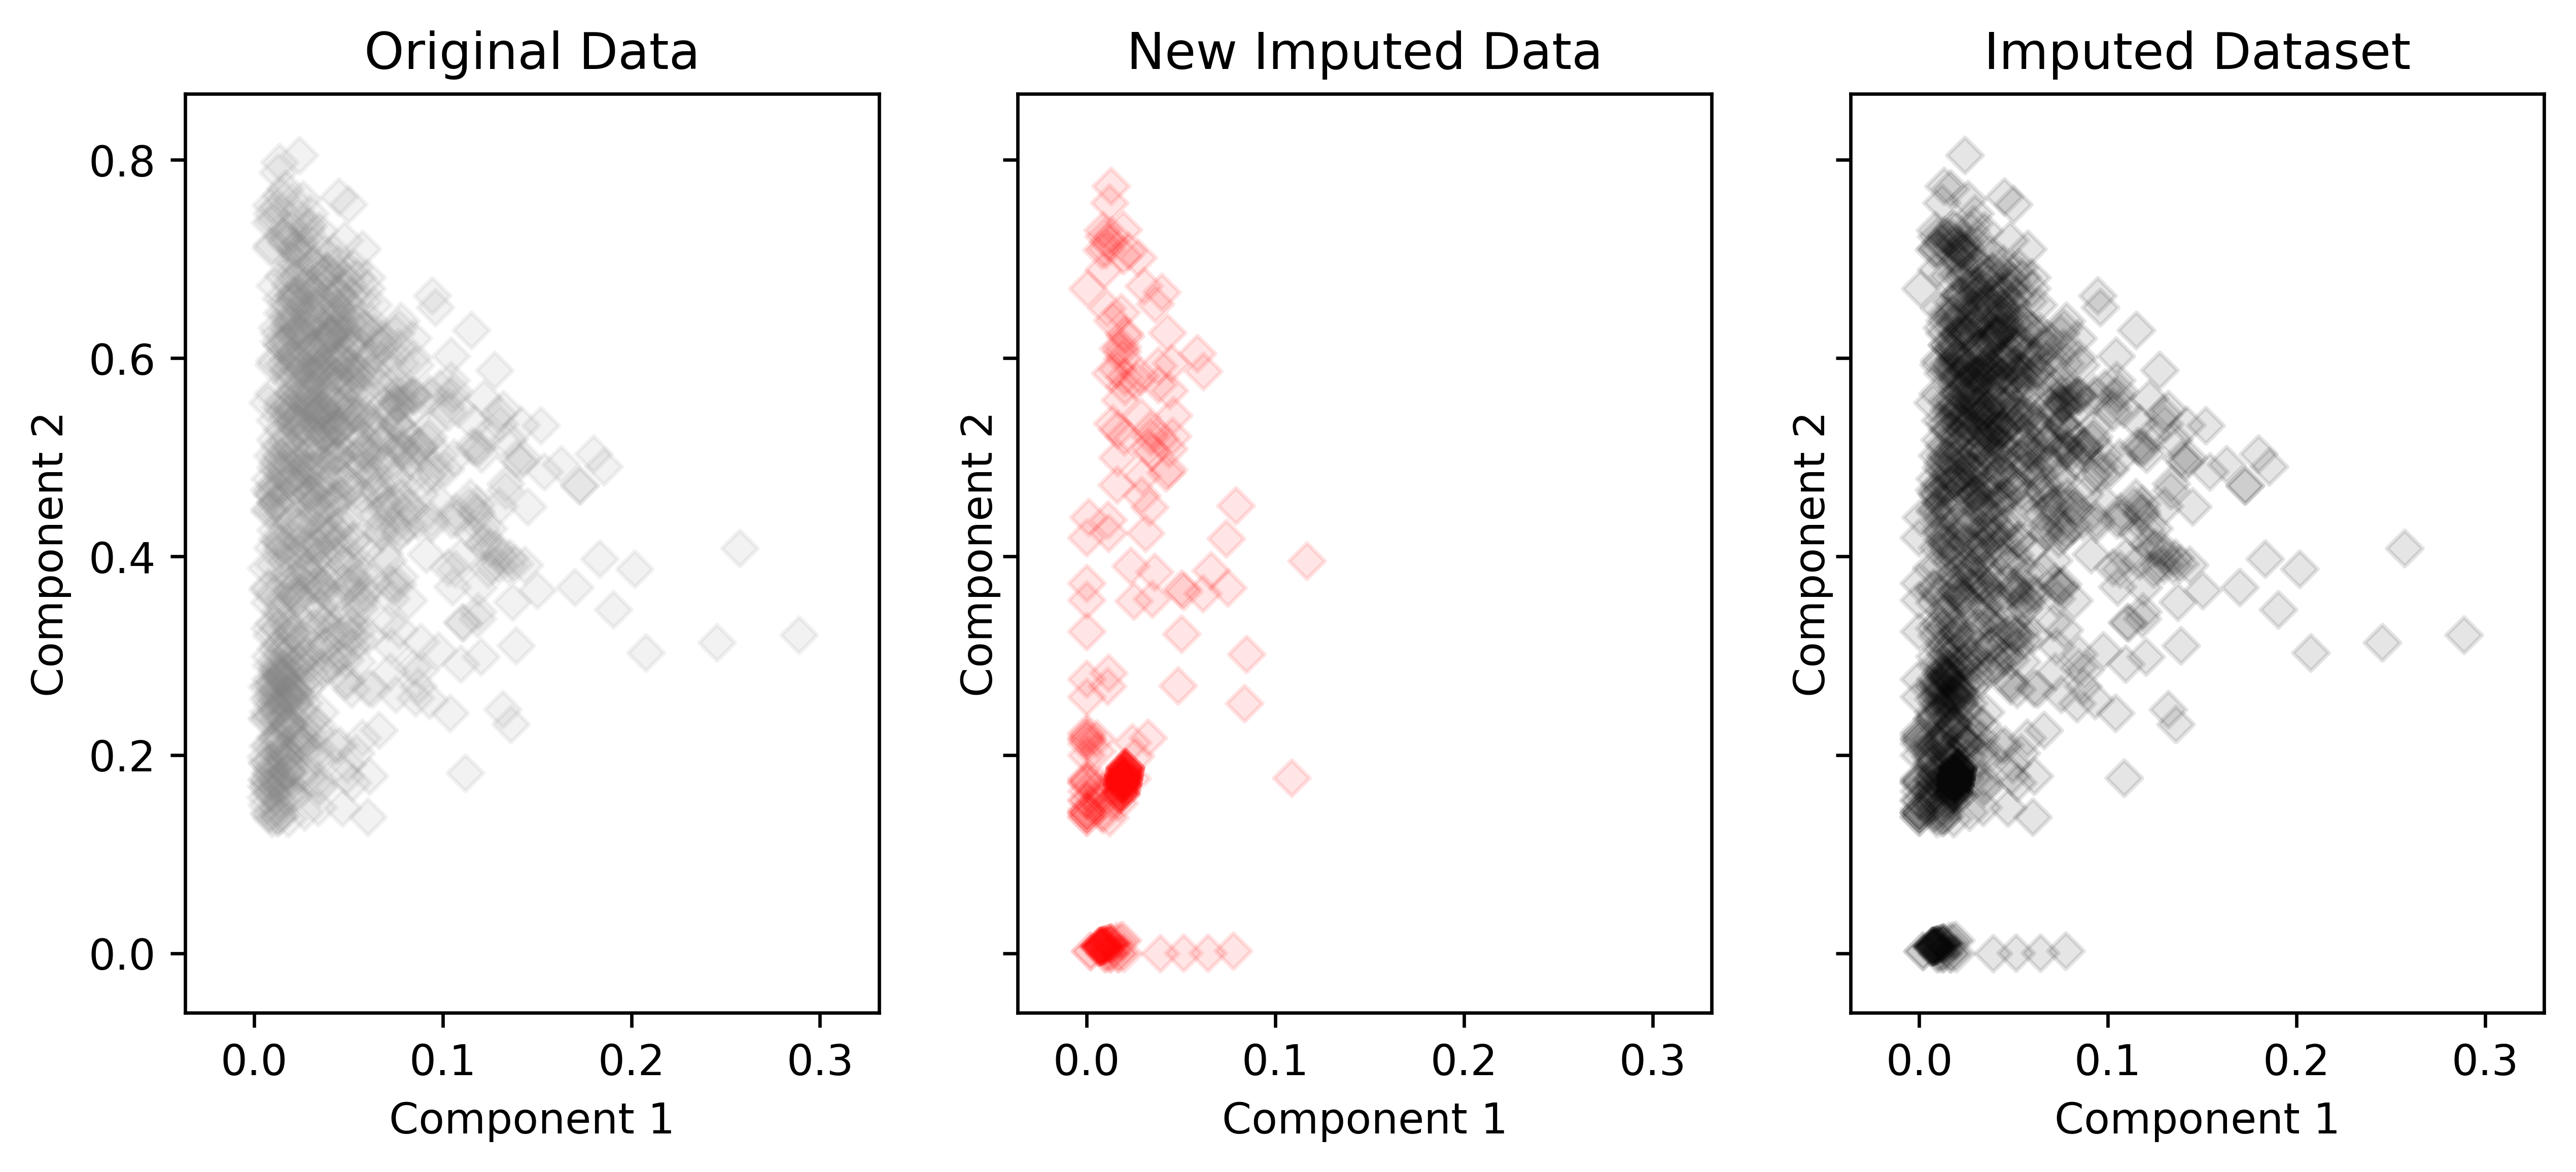 Original Data
New Imputed Data
Imputed Dataset
0.8
0.6
0.4
0.2
0.0
Component 2
Component 2
Component 2
0.0 0.1 0.2 0.3
0.0 0.1 0.2 0.3
0.0 0.1 0.2 0.3
Component 1
Component 1
Component 1